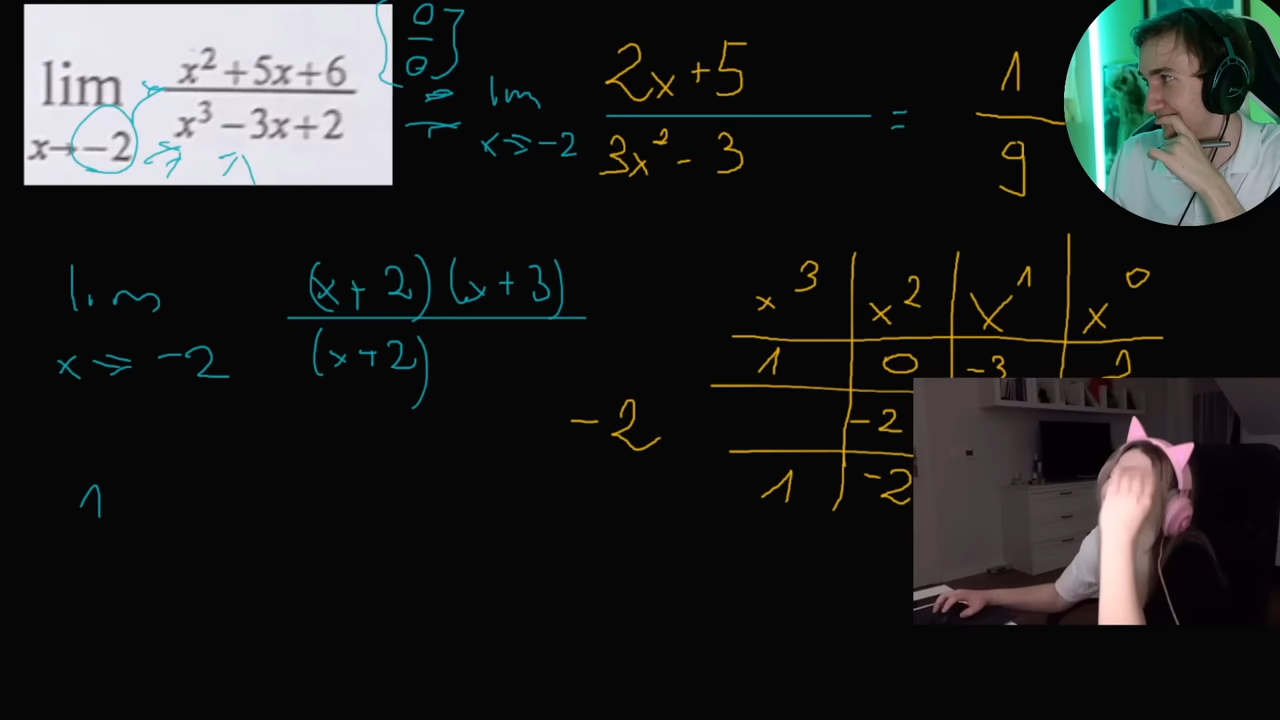 lim x→-2 x²+5x+6 / x³-3x+2
{0/0} = lim x→-2 2x+5 / 3x²-3 = 1/9
lim x→-2 (x+2)(x+3) / (x+2)
x³ x² x¹ x⁰
1 0 -3
-2 -2
1 -2
1